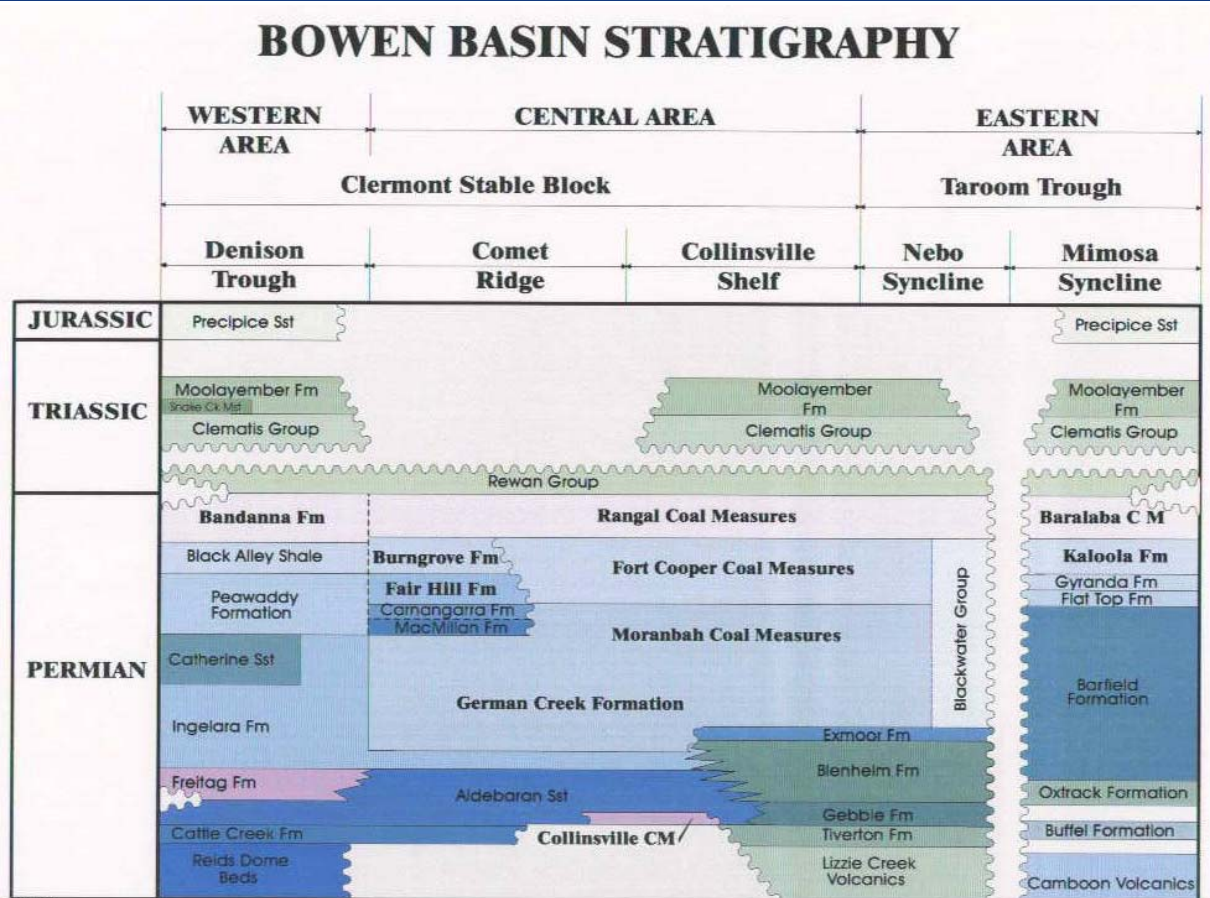 BOWEN BASIN STRATIGRAPHY
WESTERN
AREA
CENTRAL AREA
EASTERN
AREA
Clermont Stable Block
Taroom Trough
Denison
Trough
Comet
Ridge
Collinsville
Shelf
Nebo
Syncline
Mimosa
Syncline
JURASSIC
Precipice Sst
Precipice Sst
TRIASSIC
Moolayember Fm
Snake Ck Mst
Clematis Group
Moolayember
Fm
Clematis Group
Moolayember
Fm
Clematis Group
Rewan Group
PERMIAN
Bandanna Fm
Rangal Coal Measures
Baralaba C M
Black Alley Shale
Burngrove Fm
Fort Cooper Coal Measures
Kaloola Fm
Peawaddy
Formation
Fair Hill Fm
Gyranda Fm
Flat Top Fm
Carnangarra Fm
MacMillan Fm
Moranbah Coal Measures
Blackwater Group
Catherine Sst
Barfield
Formation
German Creek Formation
Ingelara Fm
Exmoor Fm
Blenheim Fm
Freitag Fm
Aldebaran Sst
Oxtrack Formation
Gebbie Fm
Cattle Creek Fm
Collinsville CM
Tiverton Fm
Buffel Formation
Reids Dome
Beds
Lizzie Creek
Volcanics
Camboon Volcanics